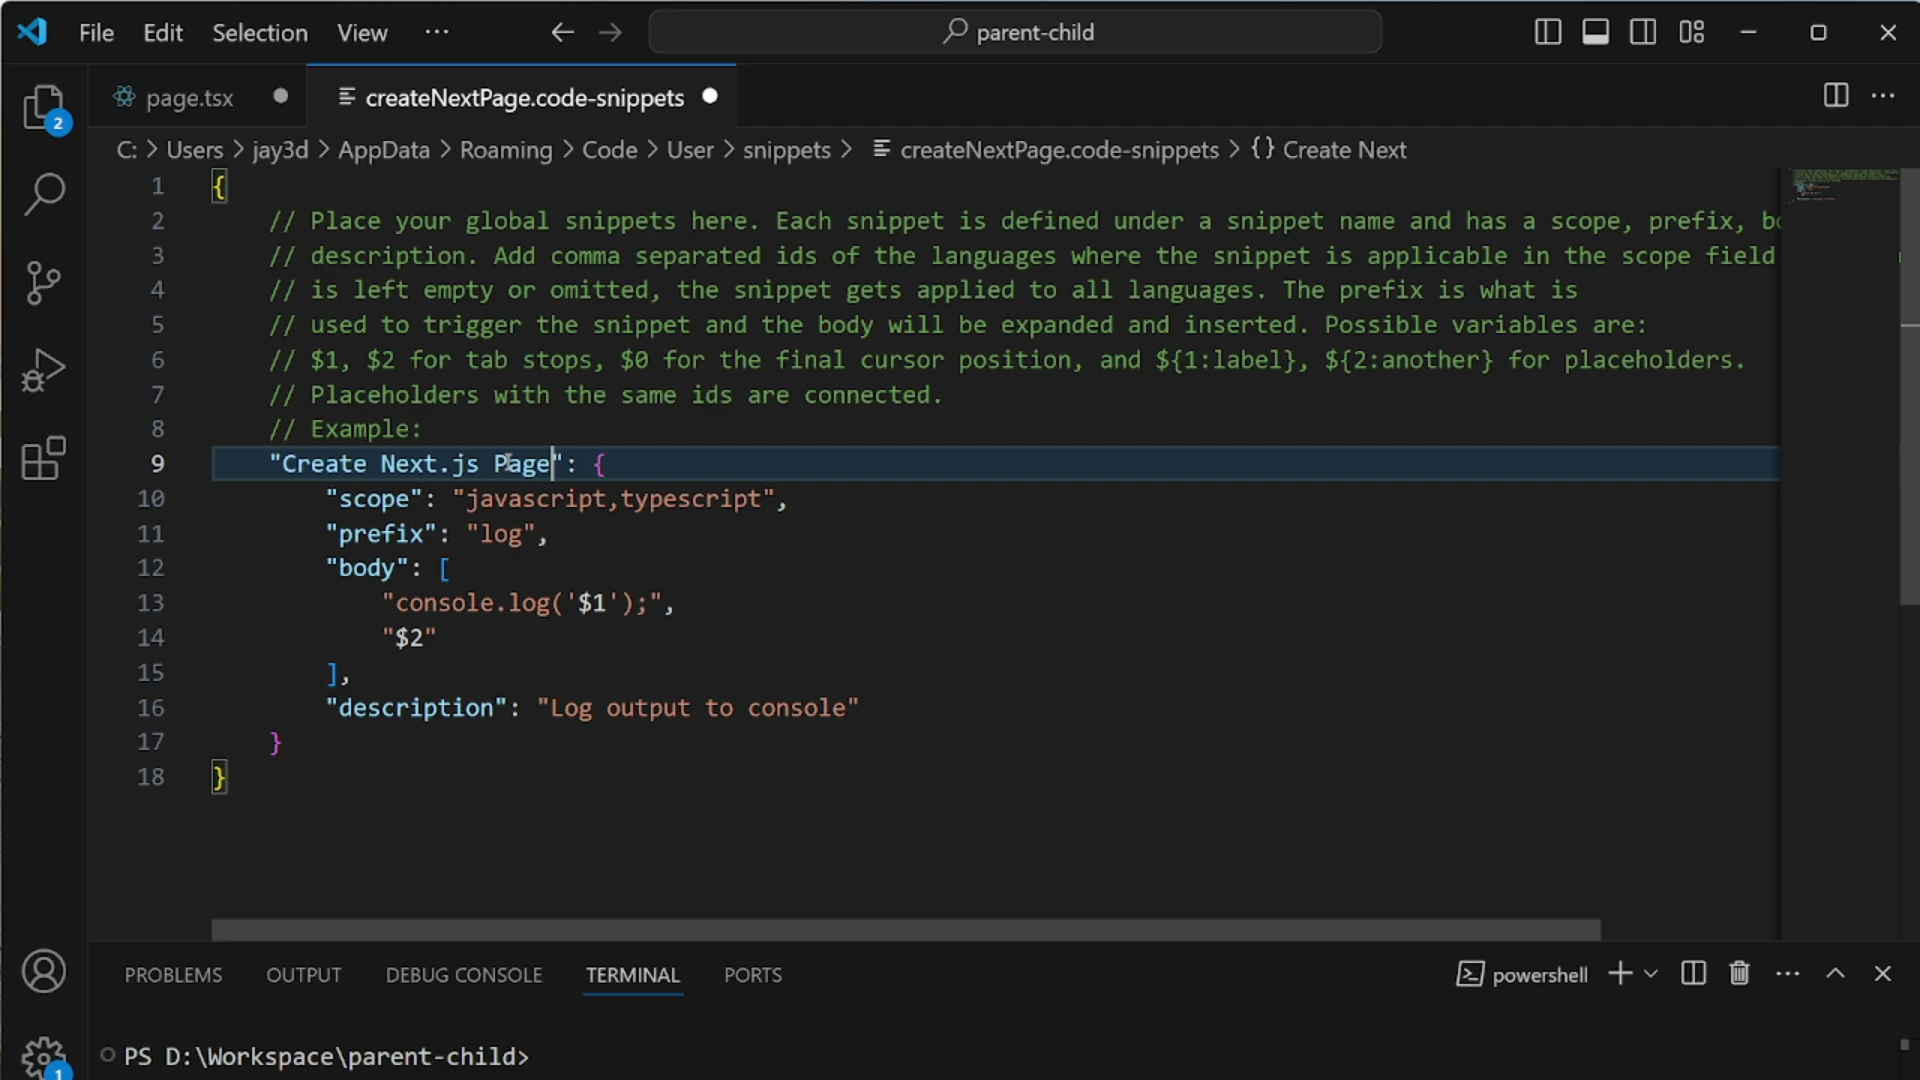 File Edit Selection View ··· parent-child
page.tsx createNextPage.code-snippets
C: > Users > jay3d > AppData > Roaming > Code > User > snippets > createNextPage.code-snippets > {} Create Next
1 {
2 // Place your global snippets here. Each snippet is defined under a snippet name and has a scope, prefix,
3 // description. Add comma separated ids of the languages where the snippet is applicable in the scope field
4 // is left empty or omitted, the snippet gets applied to all languages. The prefix is what is
5 // used to trigger the snippet and the body will be expanded and inserted. Possible variables are:
6 // $1, $2 for tab stops, $0 for the final cursor position, and ${1:label}, ${2:another} for placeholders.
7 // Placeholders with the same ids are connected.
8 // Example:
9 "Create Next.js Page": {
10 "scope": "javascript,typescript",
11 "prefix": "log",
12 "body": [
13 "console.log('$1');",
14 "$2"
15 ],
16 "description": "Log output to console"
17 }
18 }
2
PROBLEMS OUTPUT DEBUG CONSOLE TERMINAL PORTS powershell
PS D:\Workspace\parent-child>
1